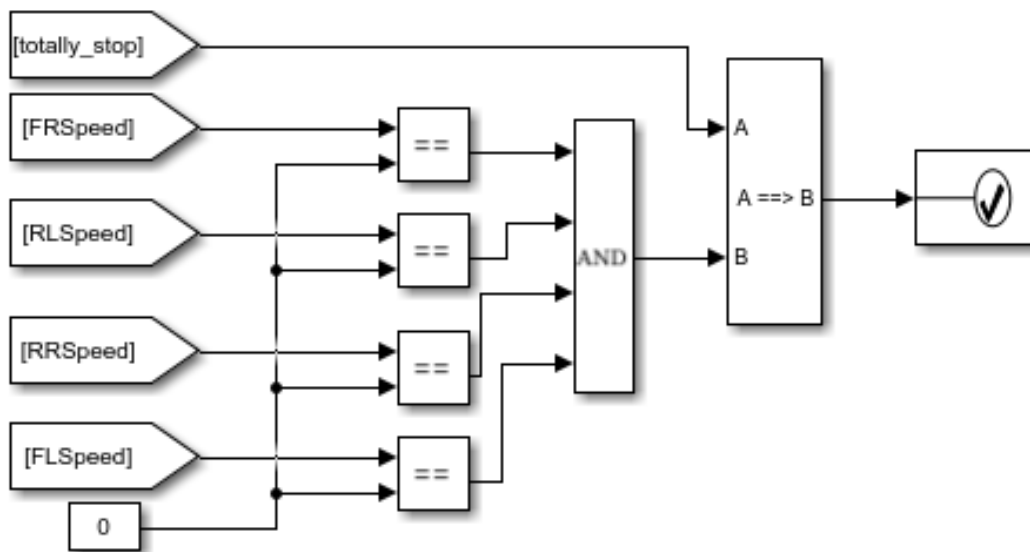 [totally_stop]
[FRSpeed]
==
A
[RLSpeed]
==
AND
A ==> B
B
[RRSpeed]
==
[FLSpeed]
==
0